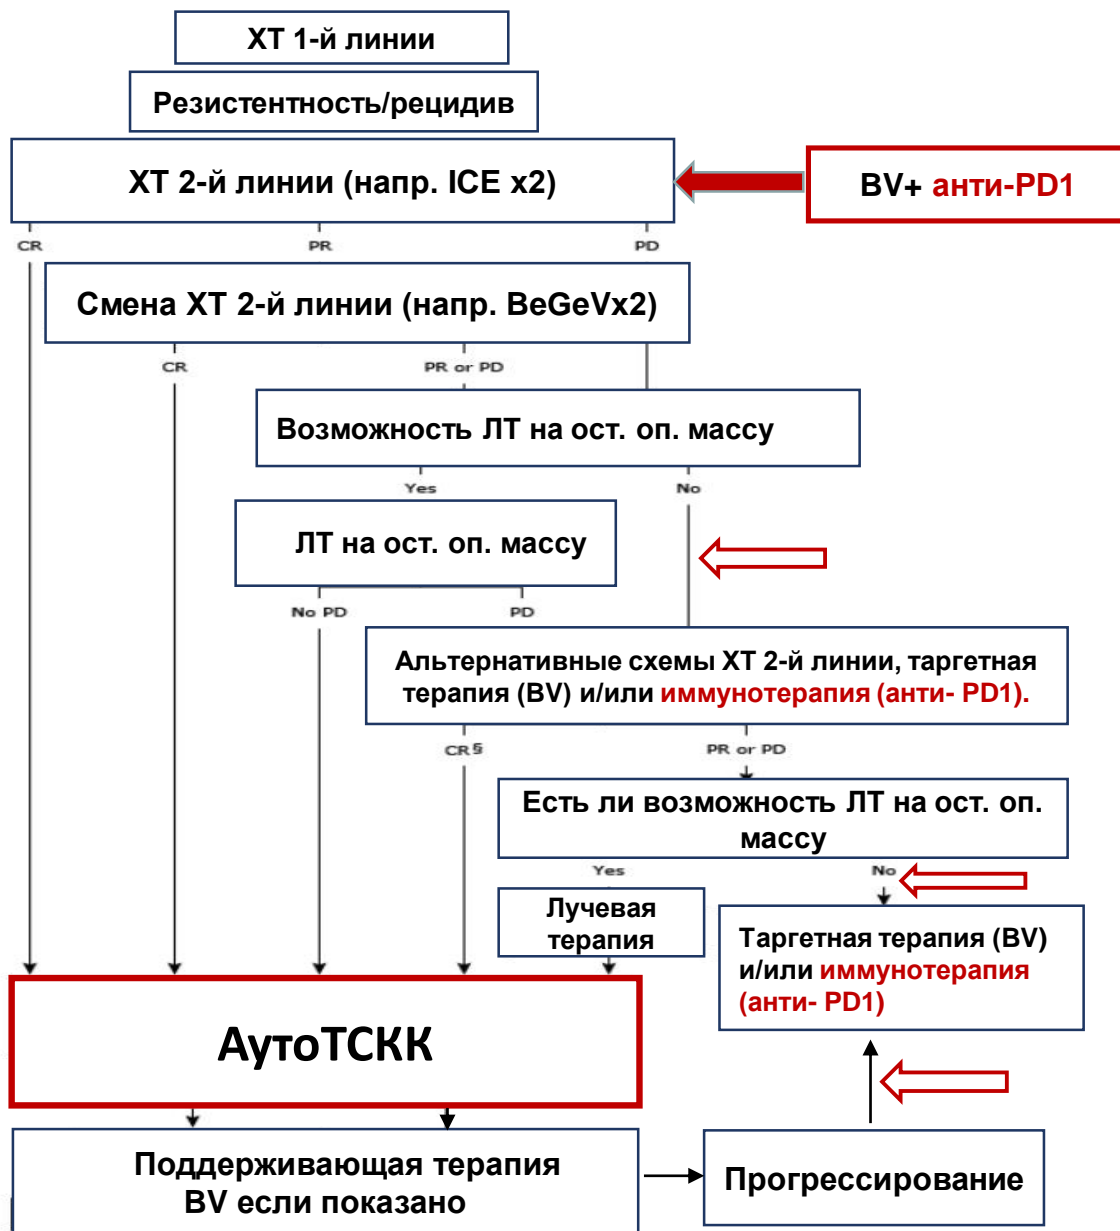 ХТ 1-й линии
Резистентность/рецидив
ХТ 2-й линии (напр. ICE x2)
BV+ анти-PD1
CR
PR
PD
Смена ХТ 2-й линии (напр. BeGeVx2)
CR
PR or PD
Возможность ЛТ на ост. оп. массу
Yes
No
ЛТ на ост. оп. массу
No PD
PD
Альтернативные схемы ХТ 2-й линии, таргетная
терапия (BV) и/или иммунотерапия (анти- PD1).
CR§
PR or PD
Есть ли возможность ЛТ на ост. оп.
массу
Yes
No
Лучевая
терапия
Таргетная терапия (BV)
и/или иммунотерапия
(анти- PD1)
АутоТСКК
Поддерживающая терапия
BV если показано
Прогрессирование